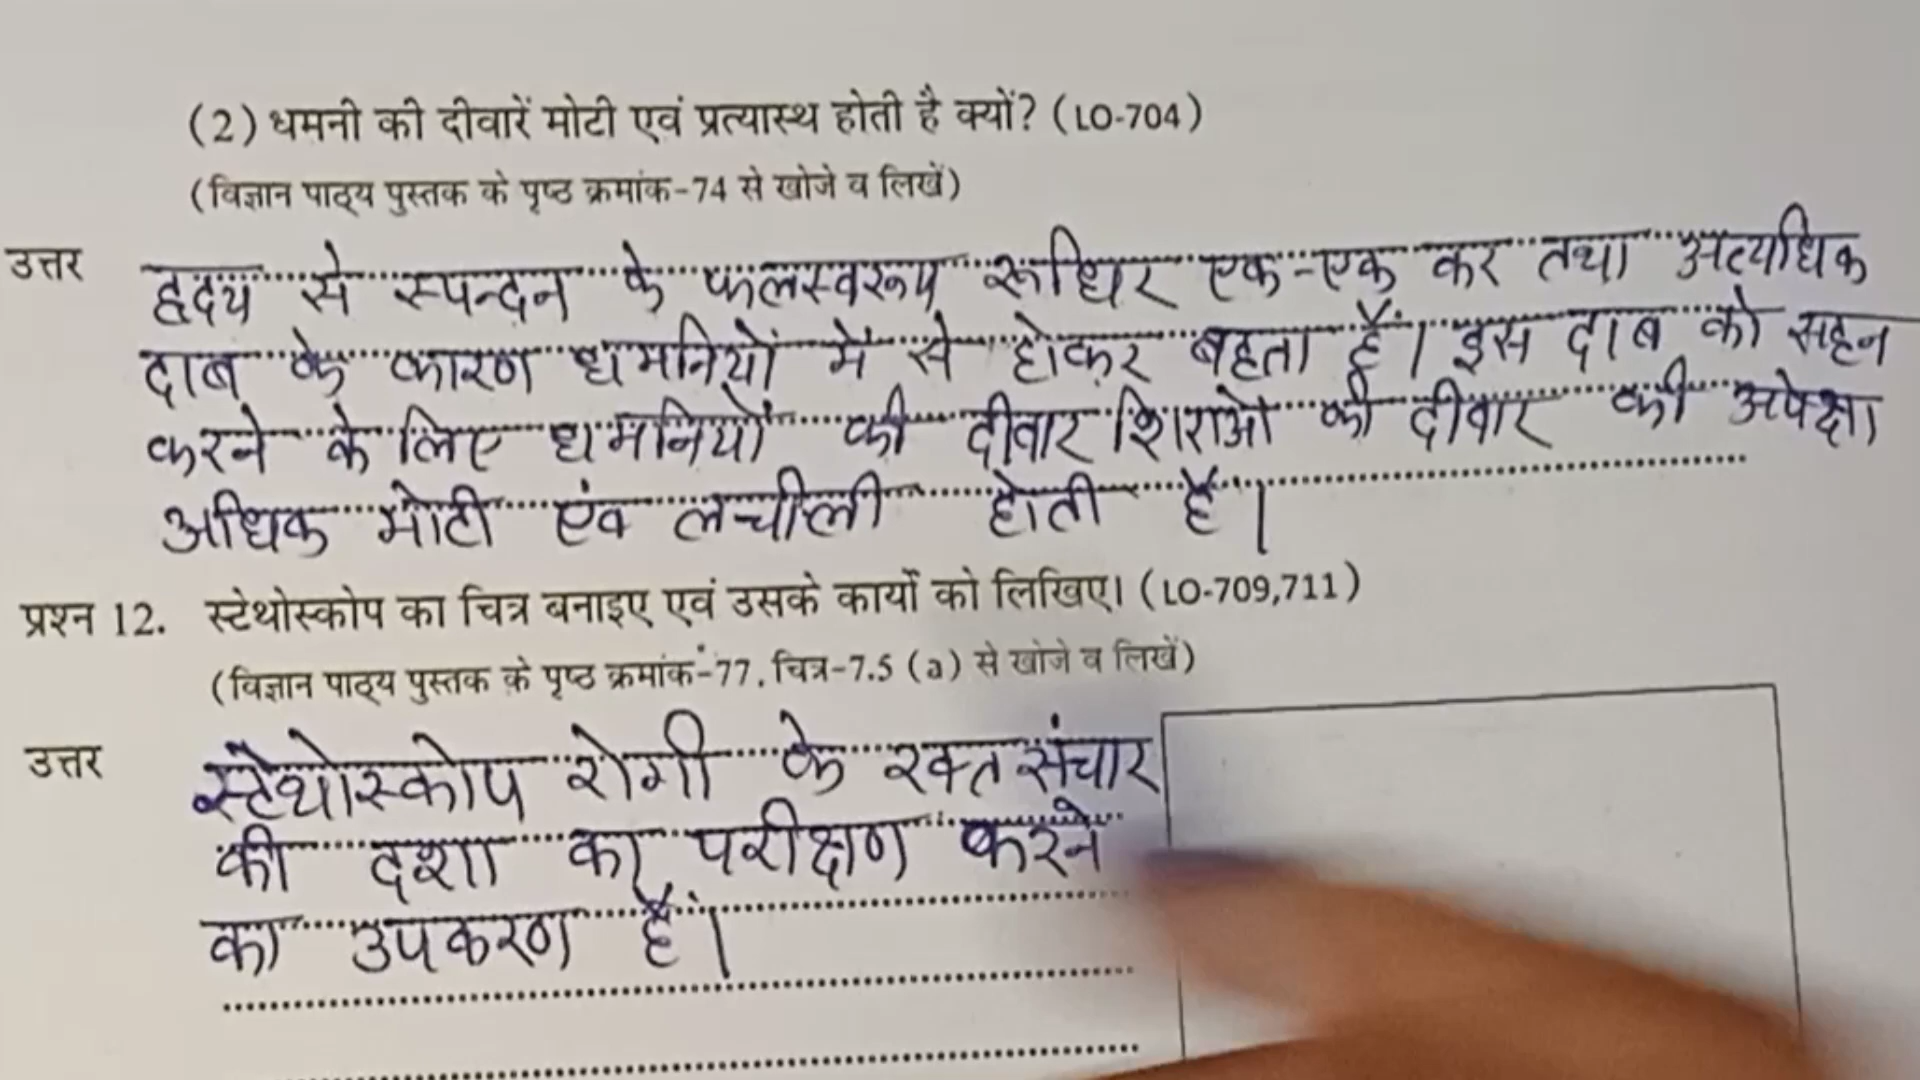 (2) धमनी की दीवारें मोटी एवं प्रत्यास्थ होती है क्यों? (LO-704)
(विज्ञान पाठ्य पुस्तक के पृष्ठ क्रमांक-74 से खोजे व लिखें)
उत्तर हृदय से स्पन्दन के फलस्वरूप रूधिर एक-एक कर तथा अत्यधिक
दाब के कारण धमनियों में से होकर बहता हैं। इस दाब को सहन
करने के लिए धमनियों की दीवार शिराओ की दीवार की अपेक्षा
अधिक मोटी एंव लचीली होती है।
प्रश्न 12. स्टेथोस्कोप का चित्र बनाइए एवं उसके कार्यो को लिखिए। (LO-709,711)
(विज्ञान पाठ्य पुस्तक के पृष्ठ क्रमांक-77, चित्र-7.5 (a) से खोजे व लिखें)
उत्तर स्टेथोस्कोप रोगी के रक्त संचार
की दशा का परीक्षण करने
का उपकरण हैं।